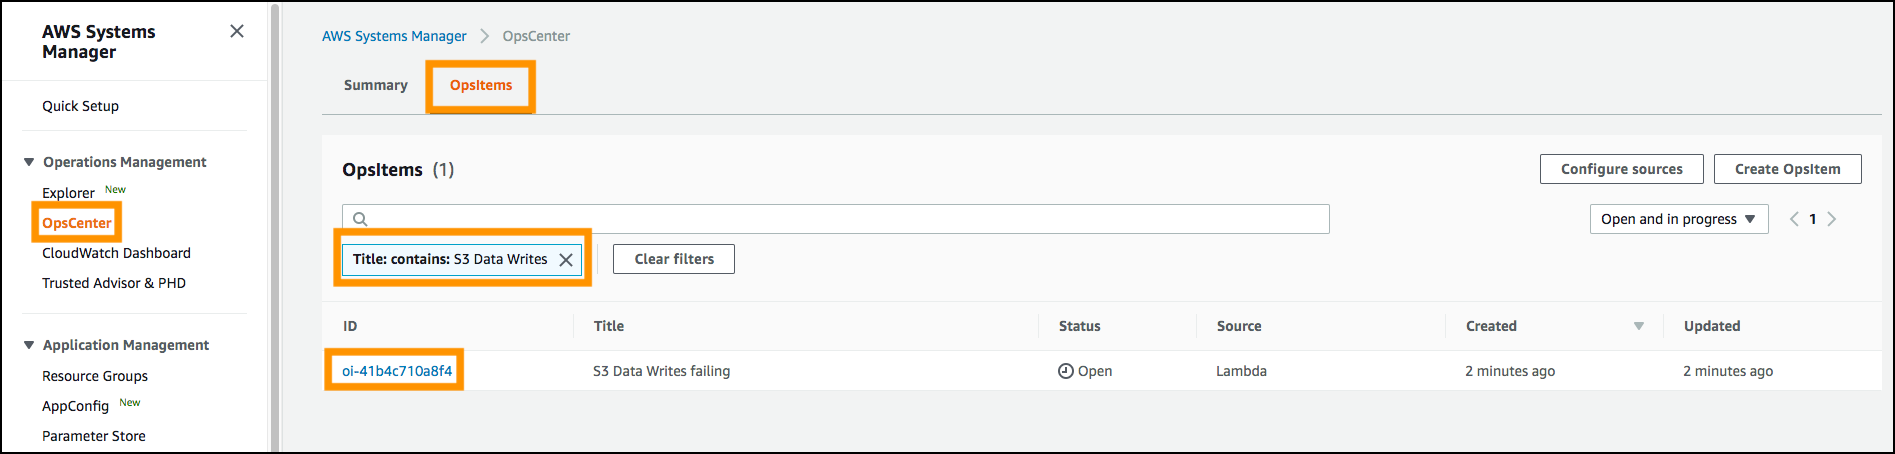 AWS Systems
Manager
Quick Setup
Operations Management
Explorer New
OpsCenter
CloudWatch Dashboard
Trusted Advisor & PHD
Application Management
Resource Groups
AppConfig New
Parameter Store
AWS Systems Manager > OpsCenter
Summary OpsItems
OpsItems (1)
Configure sources Create OpsItem
Open and in progress 1
Title: contains: S3 Data Writes Clear filters
ID Title Status Source Created Updated
oi-41b4c710a8f4 S3 Data Writes failing Open Lambda 2 minutes ago 2 minutes ago